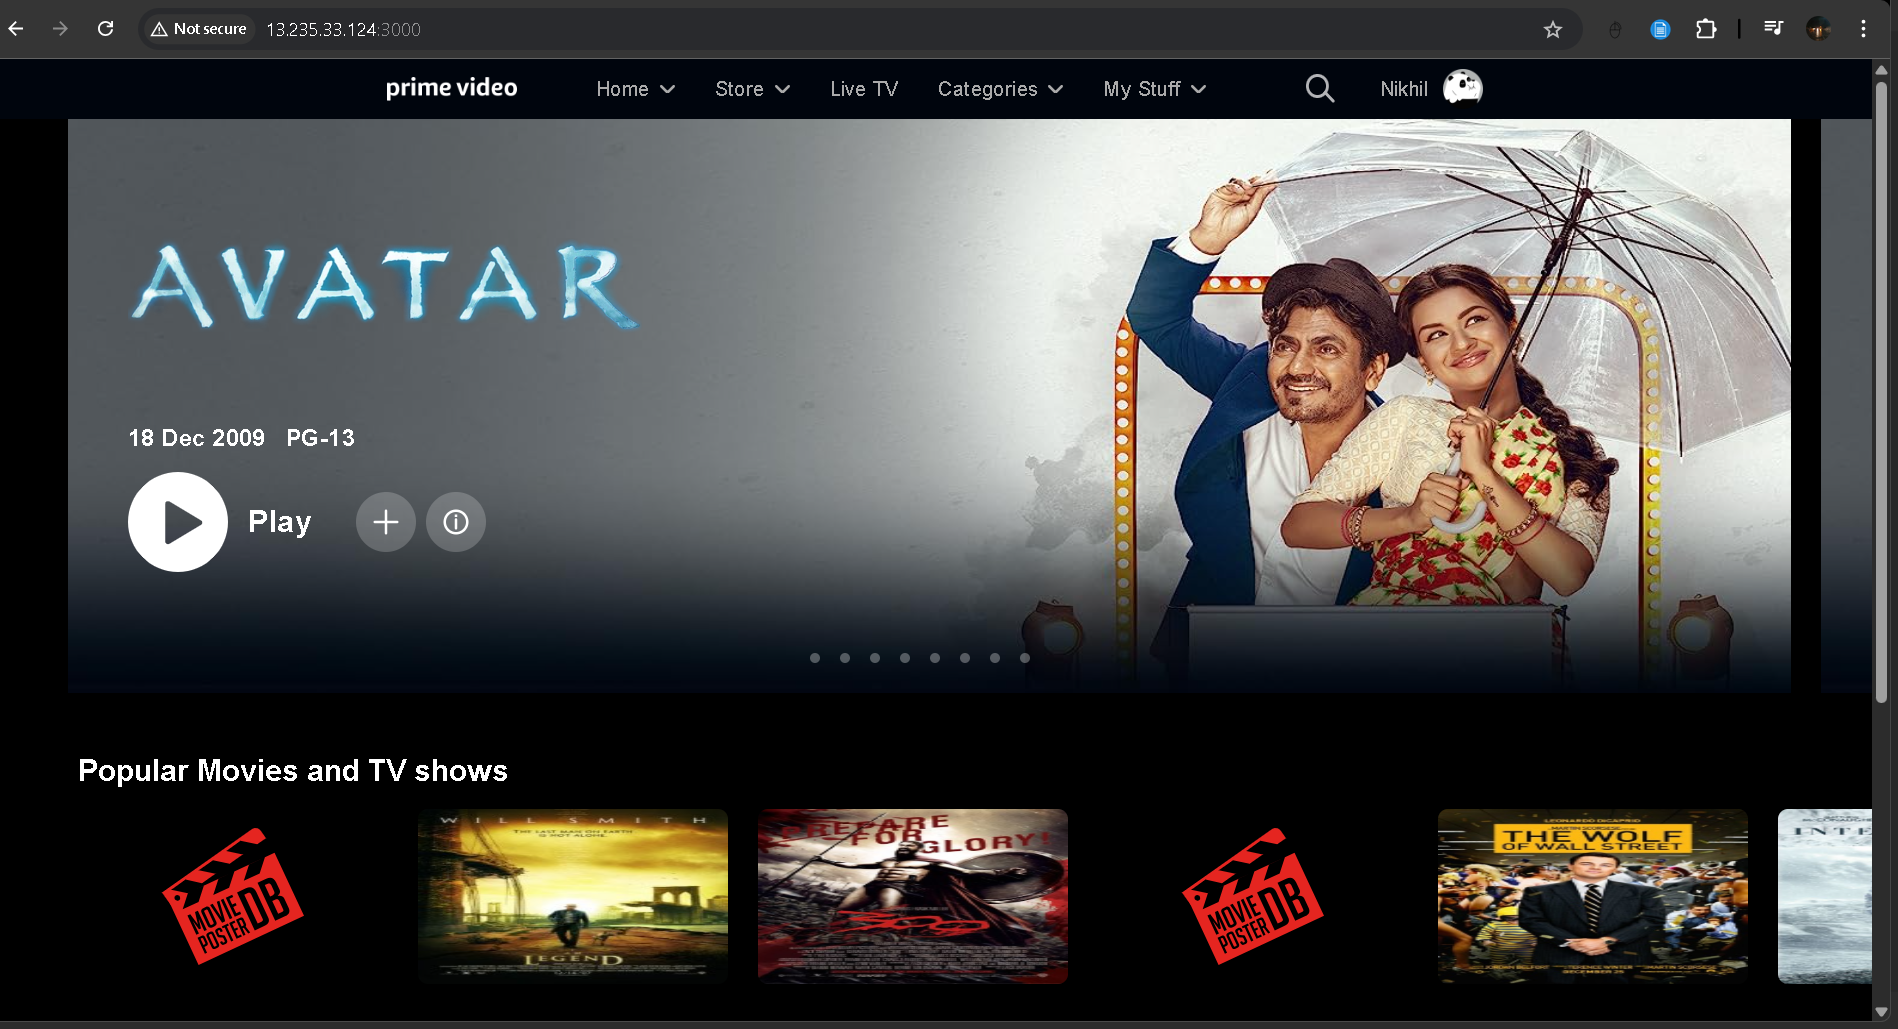 Not secure 13.235.33.124:3000
prime video Home Store Live TV Categories My Stuff Nikhil
AVATAR
18 Dec 2009 PG-13
Play
Popular Movies and TV shows
MOVIE
POSTER
DB
WILL SMITH
THE LAST MAN ON EARTH
IS NOT ALONE.
LEGEND
PREPARE
FOR GLORY!
300
MOVIE
POSTER
DB
LEONARDO DICAPRIO
THE WOLF
OF WALL STREET
DECEMBER 25
INTE